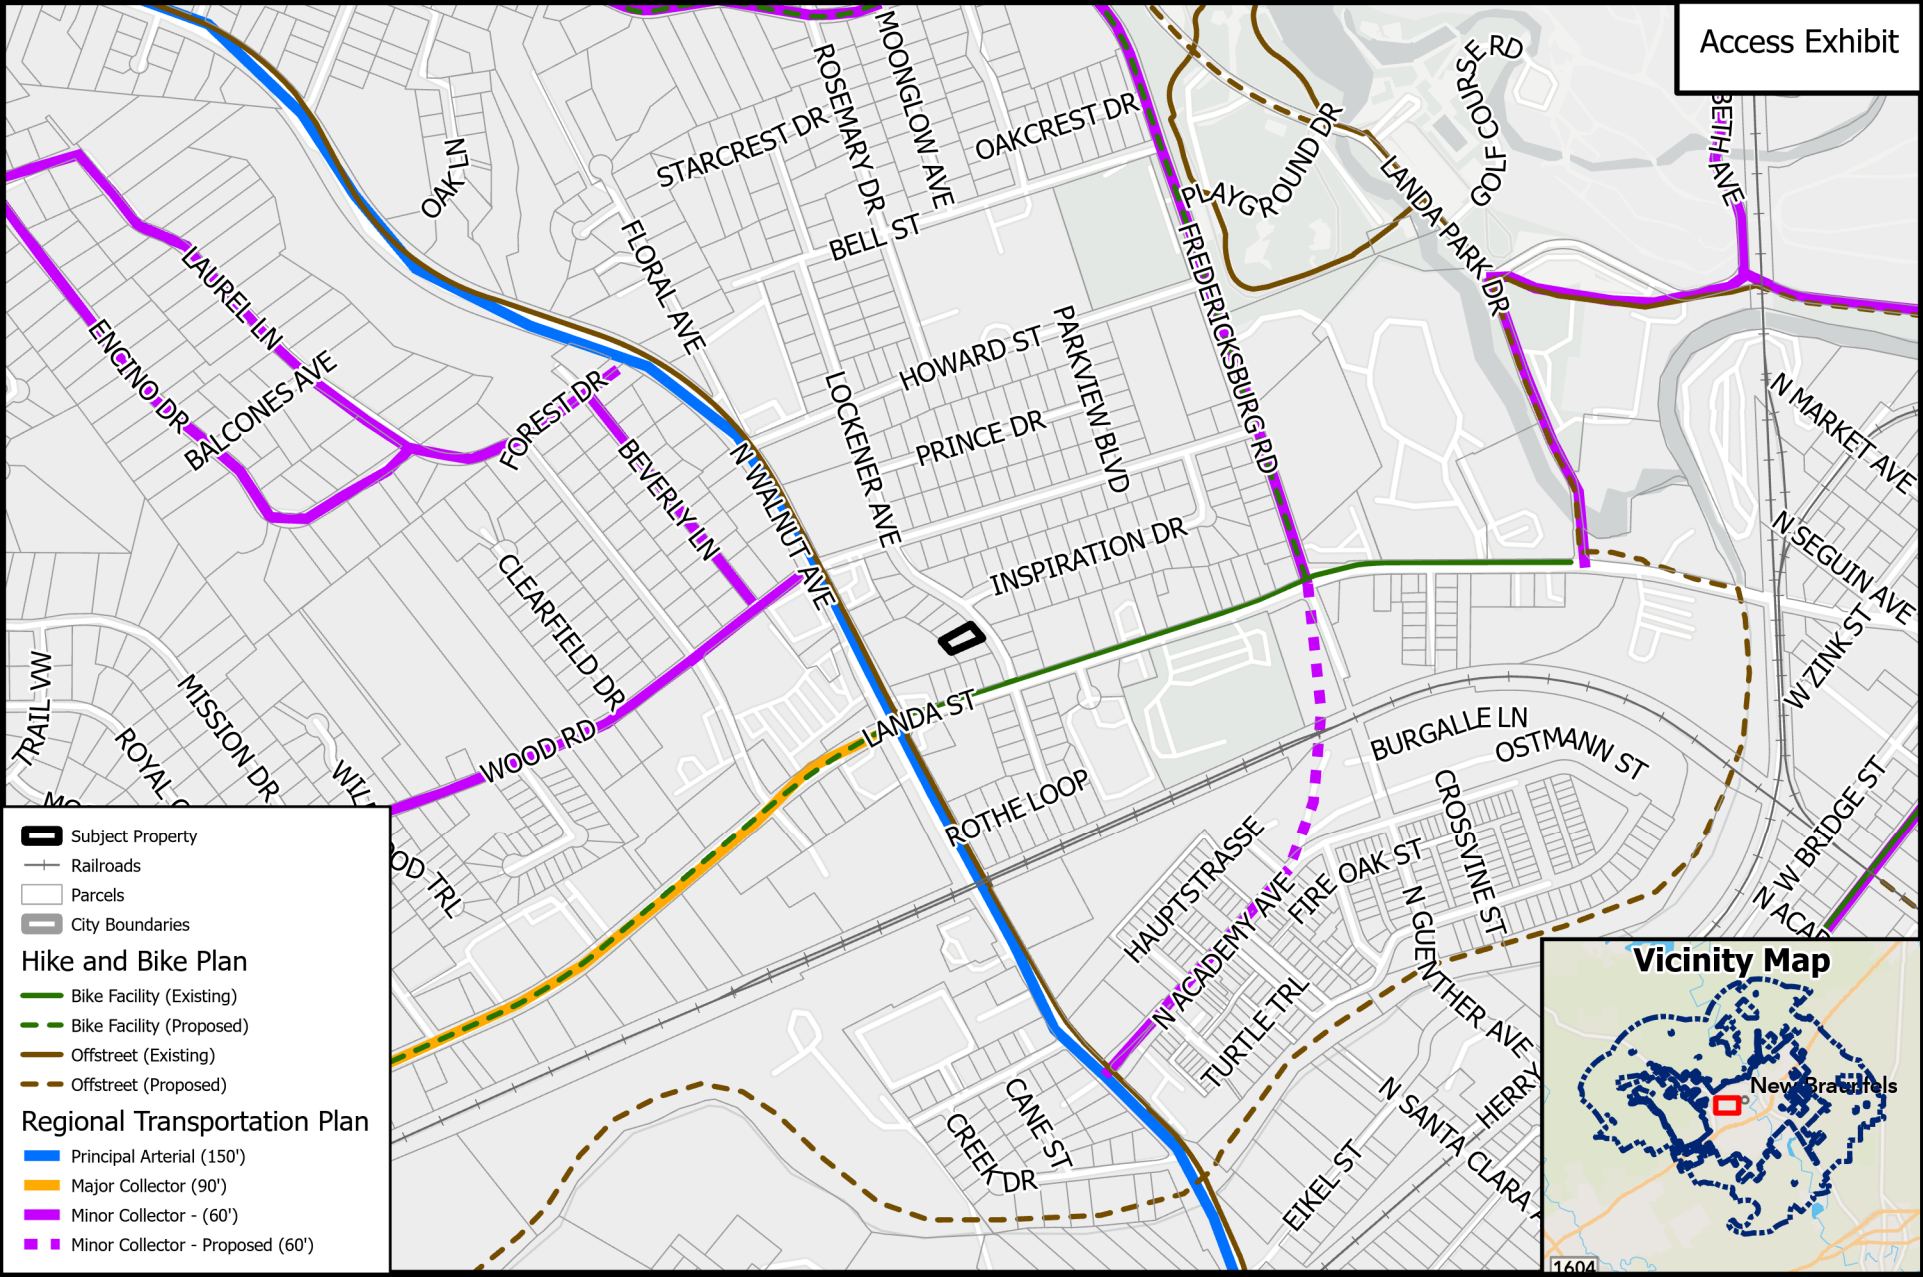 Access Exhibit
MOONGLOW AVE
ROSEMARY DR
STARCREST DR
OAKCREST DR
GOLF COURSE RD
BETH AVE
OAK LN
PLAYGROUND DR
LANDA PARK DR
BELL ST
FLORAL AVE
LAUREL LN
FREDERICKSBURG RD
ENCINO DR
BALCONES AVE
FOREST DR
HOWARD ST
PARKVIEW BLVD
LOCKENER AVE
PRINCE DR
N MARKET AVE
BEVERLY LN
N WALNUT AVE
INSPIRATION DR
N SEGUIN AVE
CLEARFIELD DR
W ZINK ST
TRAIL VW
MISSION DR
ROYAL
WOOD RD
LANDA ST
BURGALLE LN
OSTMANN ST
CROSSVINE ST
ROTHE LOOP
N W BRIDGE ST
HAUPTSTRASSE
FIRE OAK ST
OOD TRL
N ACADEMY AVE
N GUENTHER AVE
N ACAD
TURTLE TRL
HERRY
N SANTA CLARA A
CANE ST
CREEK DR
EIKEL ST
Subject Property
Railroads
Parcels
City Boundaries
Hike and Bike Plan
Bike Facility (Existing)
Bike Facility (Proposed)
Offstreet (Existing)
Offstreet (Proposed)
Regional Transportation Plan
Principal Arterial (150')
Major Collector (90')
Minor Collector - (60')
Minor Collector - Proposed (60')
Vicinity Map
New Braunfels
1604